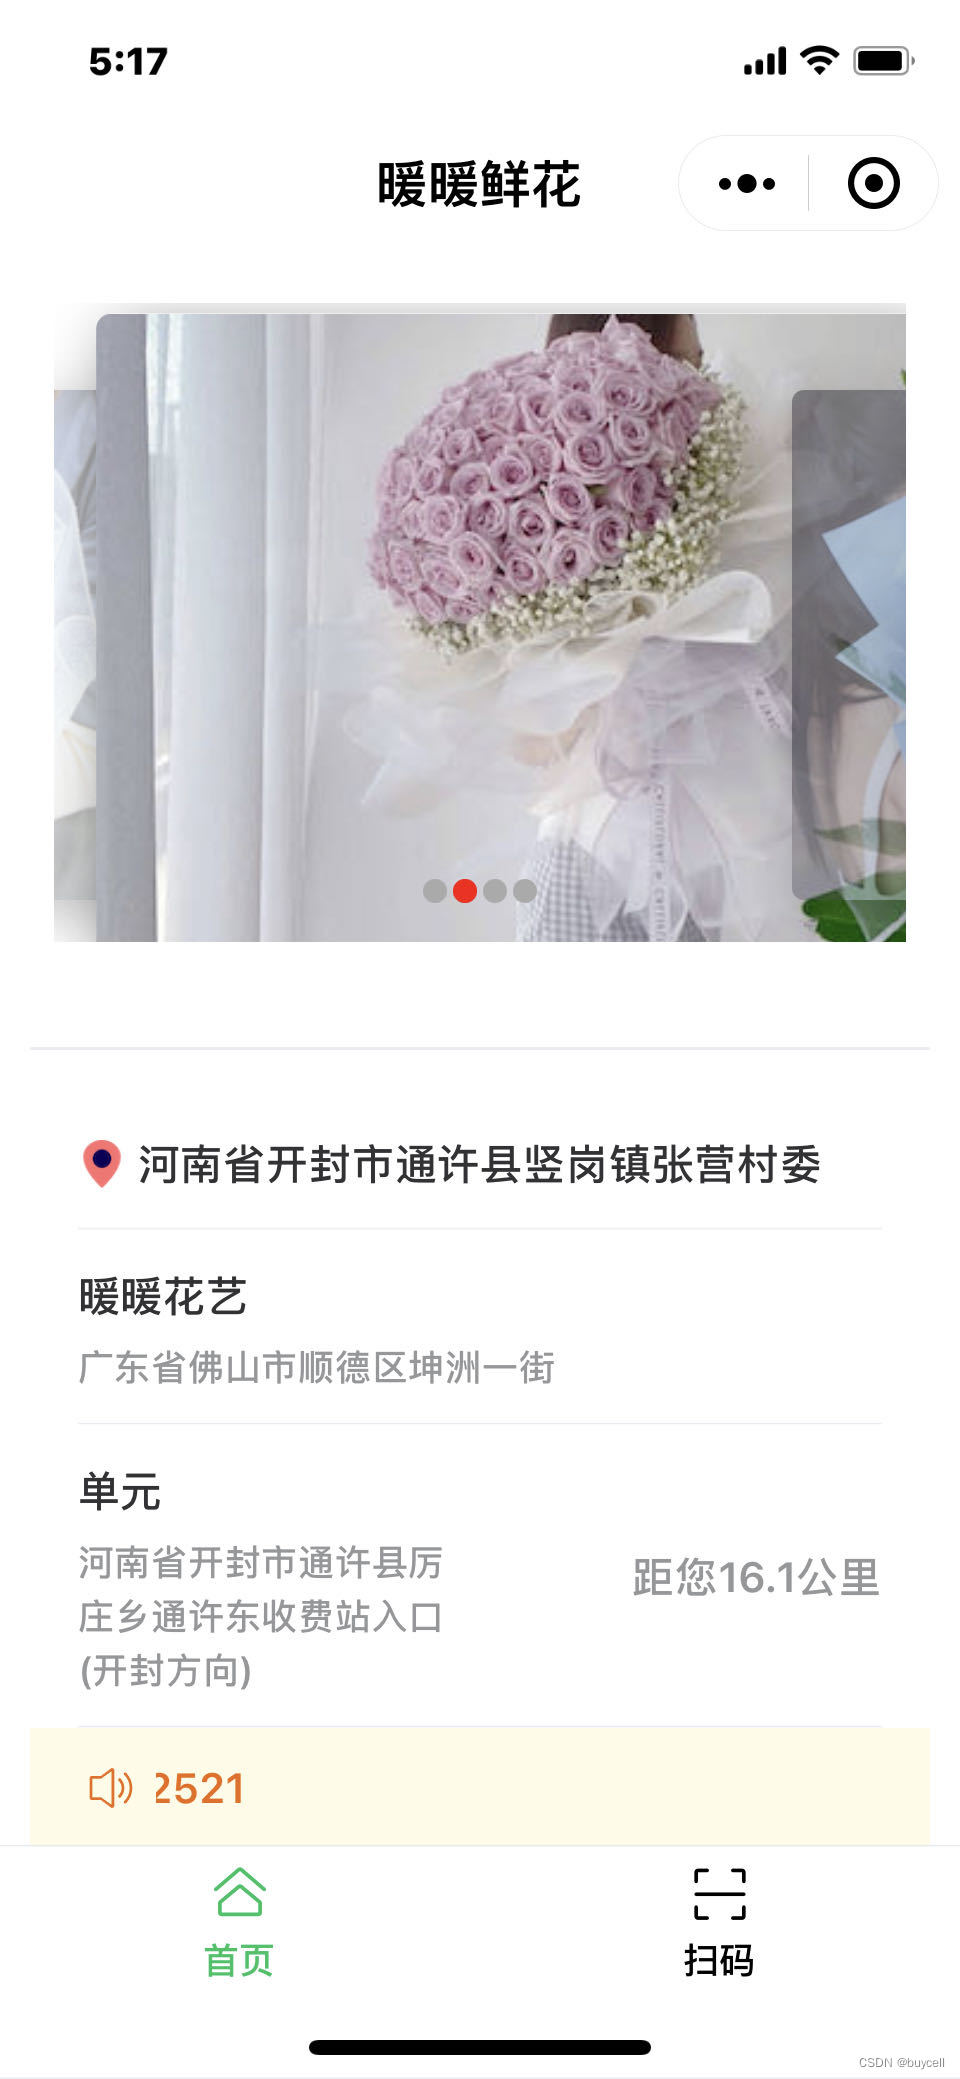 5:17
暖暖鲜花
河南省开封市通许县竖岗镇张营村委
暖暖花艺
广东省佛山市顺德区坤洲一街
单元
河南省开封市通许县厉
庄乡通许东收费站入口
(开封方向)
距您16.1公里
2521
首页
扫码
CSDN @buycell